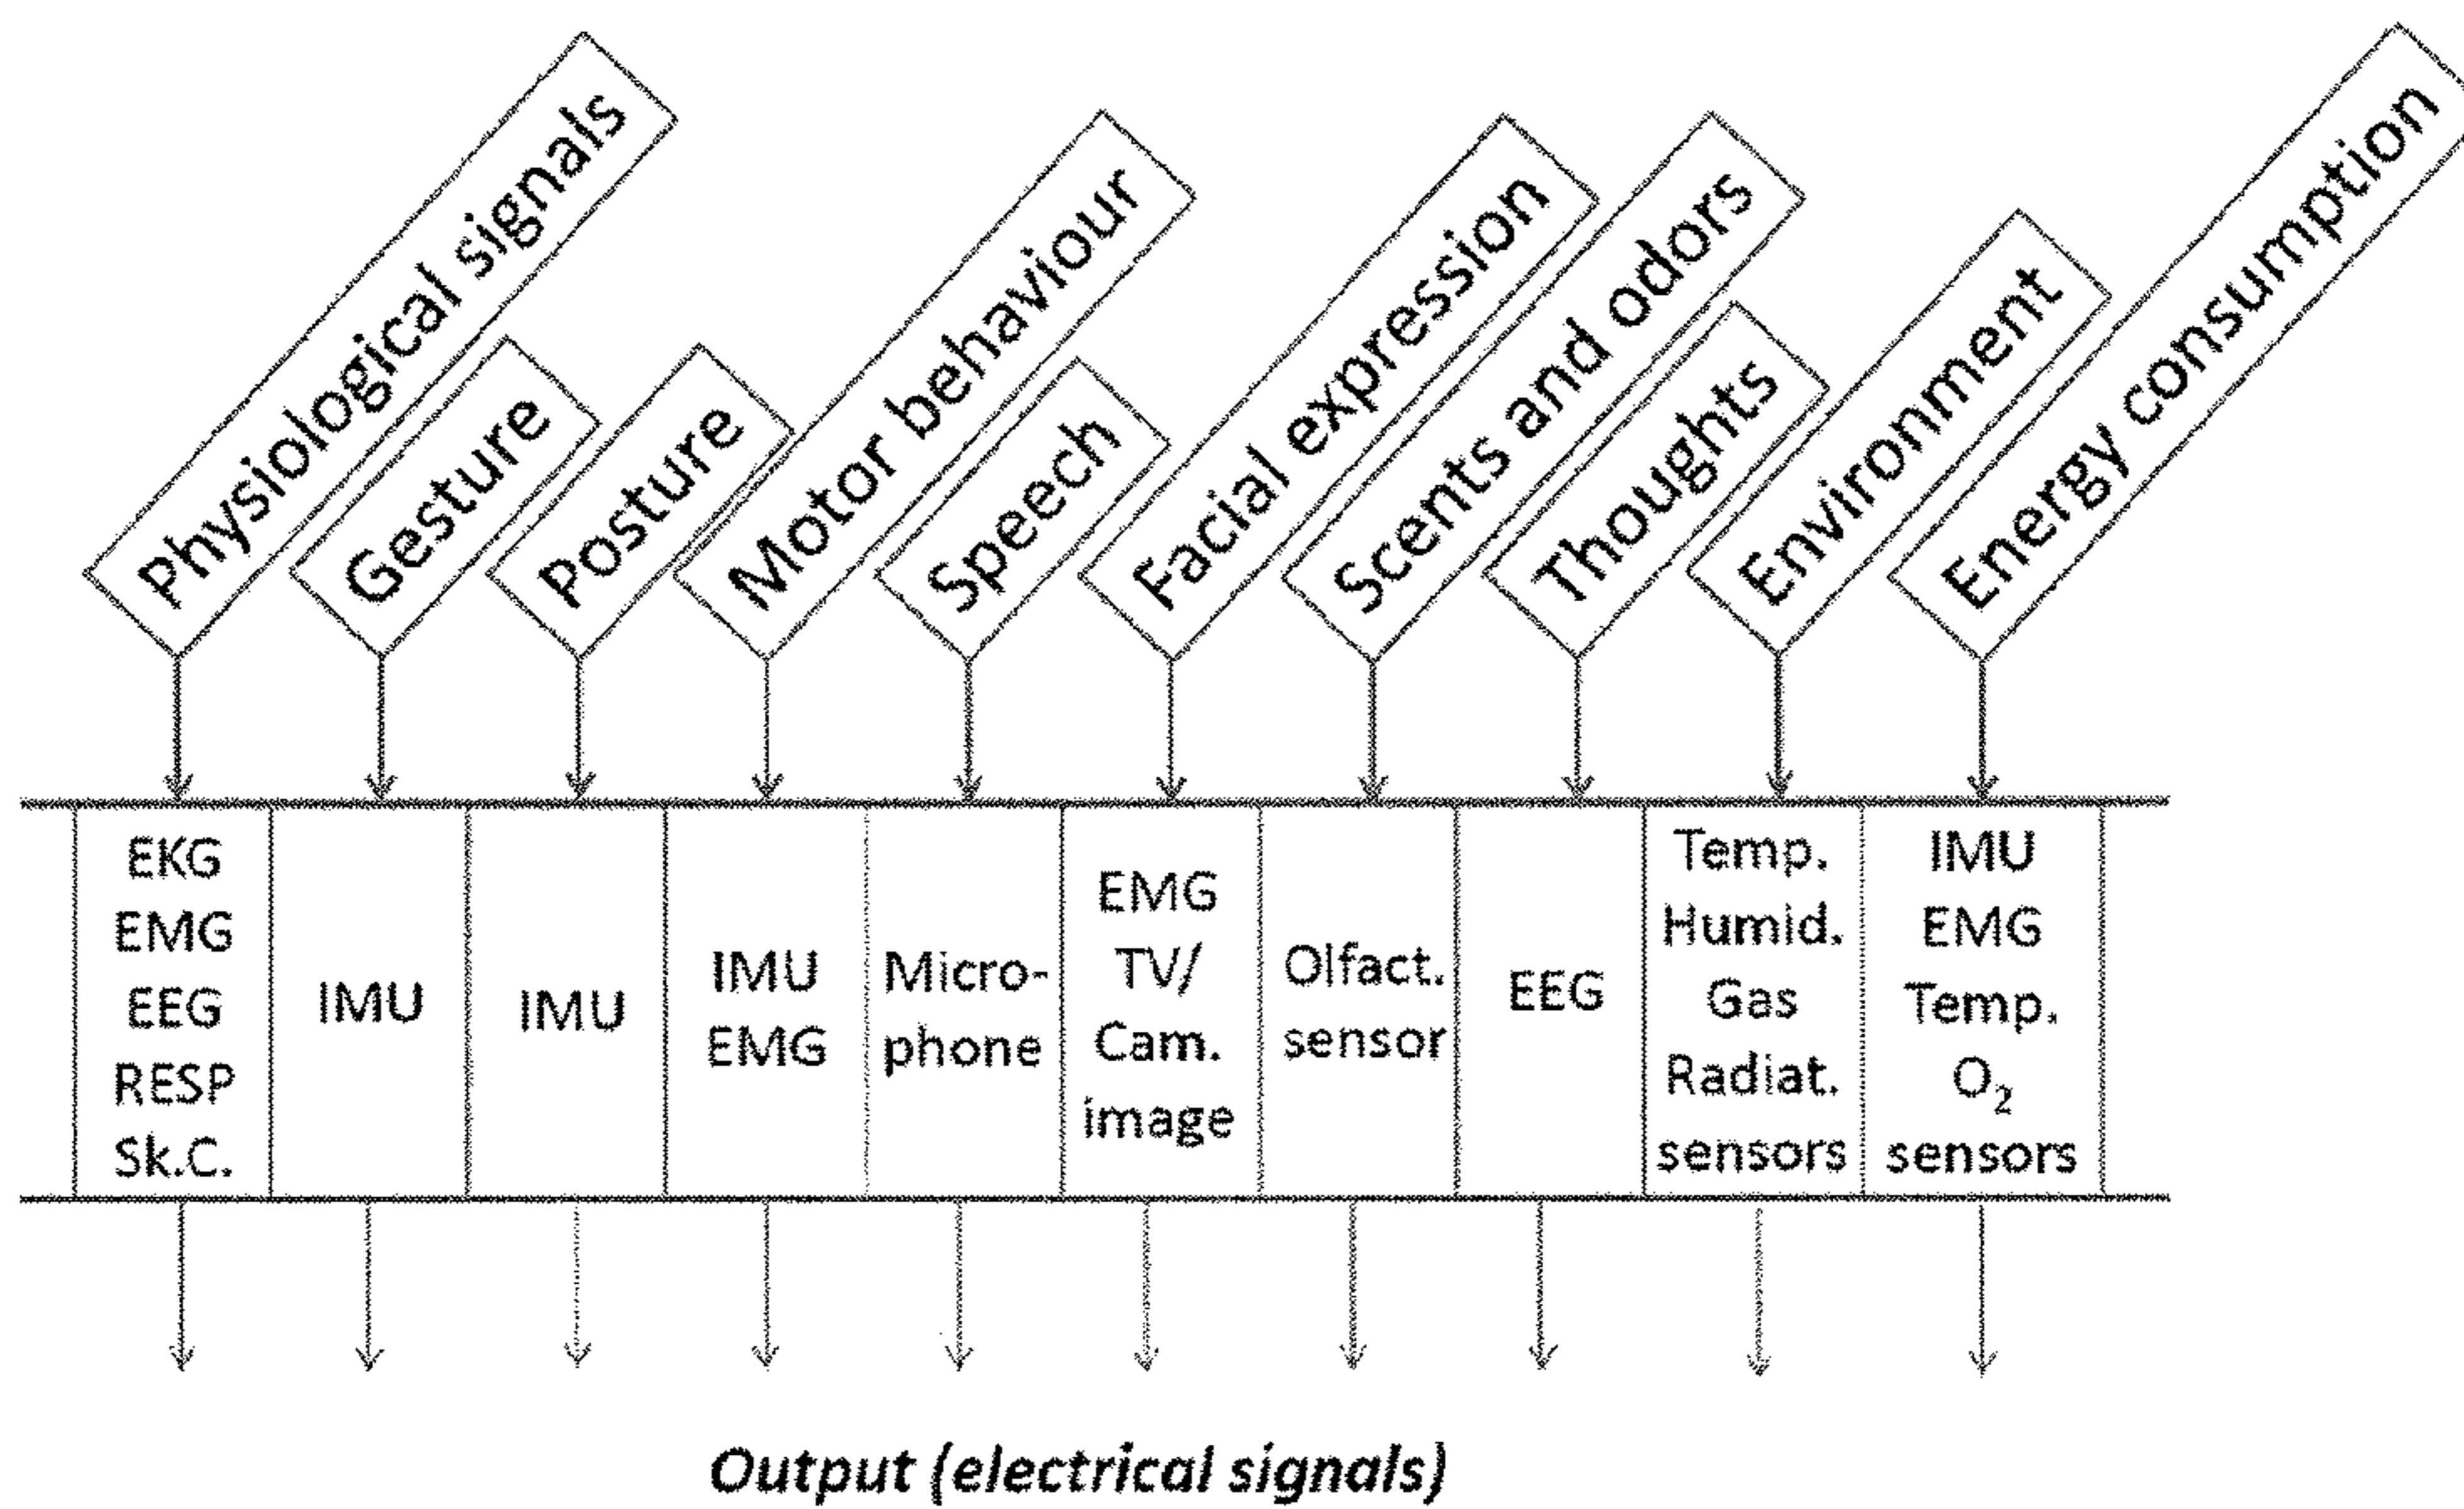 Physiological signals
Gesture
Posture
Motor behaviour
Speech
Facial expression
Scents and odors
Thoughts
Environment
Energy consumption
EKG
EMG
EEG
RESP
Sk.C.
IMU
IMU
IMU
EMG
Micro-
phone
EMG
TV/
Cam.
image
Olfact.
sensor
EEG
Temp.
Humid.
Gas
Radiat.
sensors
IMU
EMG
Temp.
O₂
sensors
Output (electrical signals)